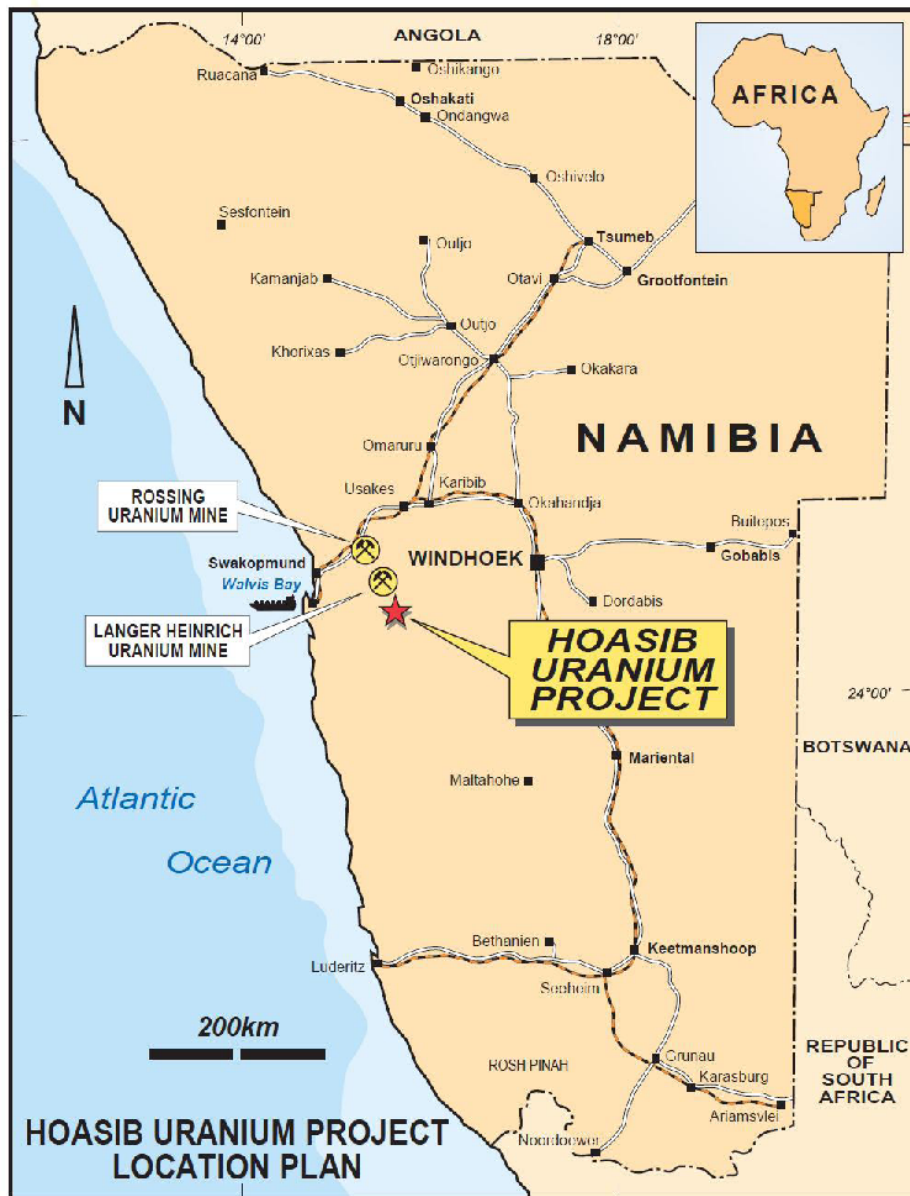 14°00'
ANGOLA
18°00'
Ruacana
Oshikango
Oshakati
Ondangwa
AFRICA
Oshivelo
Sesfontein
Outjo
Tsumeb
Kamanjab
Otavi
Grootfontein
Outjo
Khorixas
Otjiwarongo
Okakara
N
NAMIBIA
Omaruru
ROSSING
URANIUM MINE
Usakes
Karibib
Okahandja
Buitepos
Swakopmund
WINDHOEK
Gobabis
Walvis Bay
Dordabis
LANGER HEINRICH
URANIUM MINE
HOASIB
URANIUM
PROJECT
24°00'
BOTSWANA
Mariental
Maltahohe
Atlantic
Ocean
Bethanien
Keetmanshoop
Luderitz
Seeheim
200km
ROSH PINAH
Grunau
REPUBLIC
OF
SOUTH
AFRICA
Karasburg
Ariamsvlei
HOASIB URANIUM PROJECT
LOCATION PLAN
Noordoewer